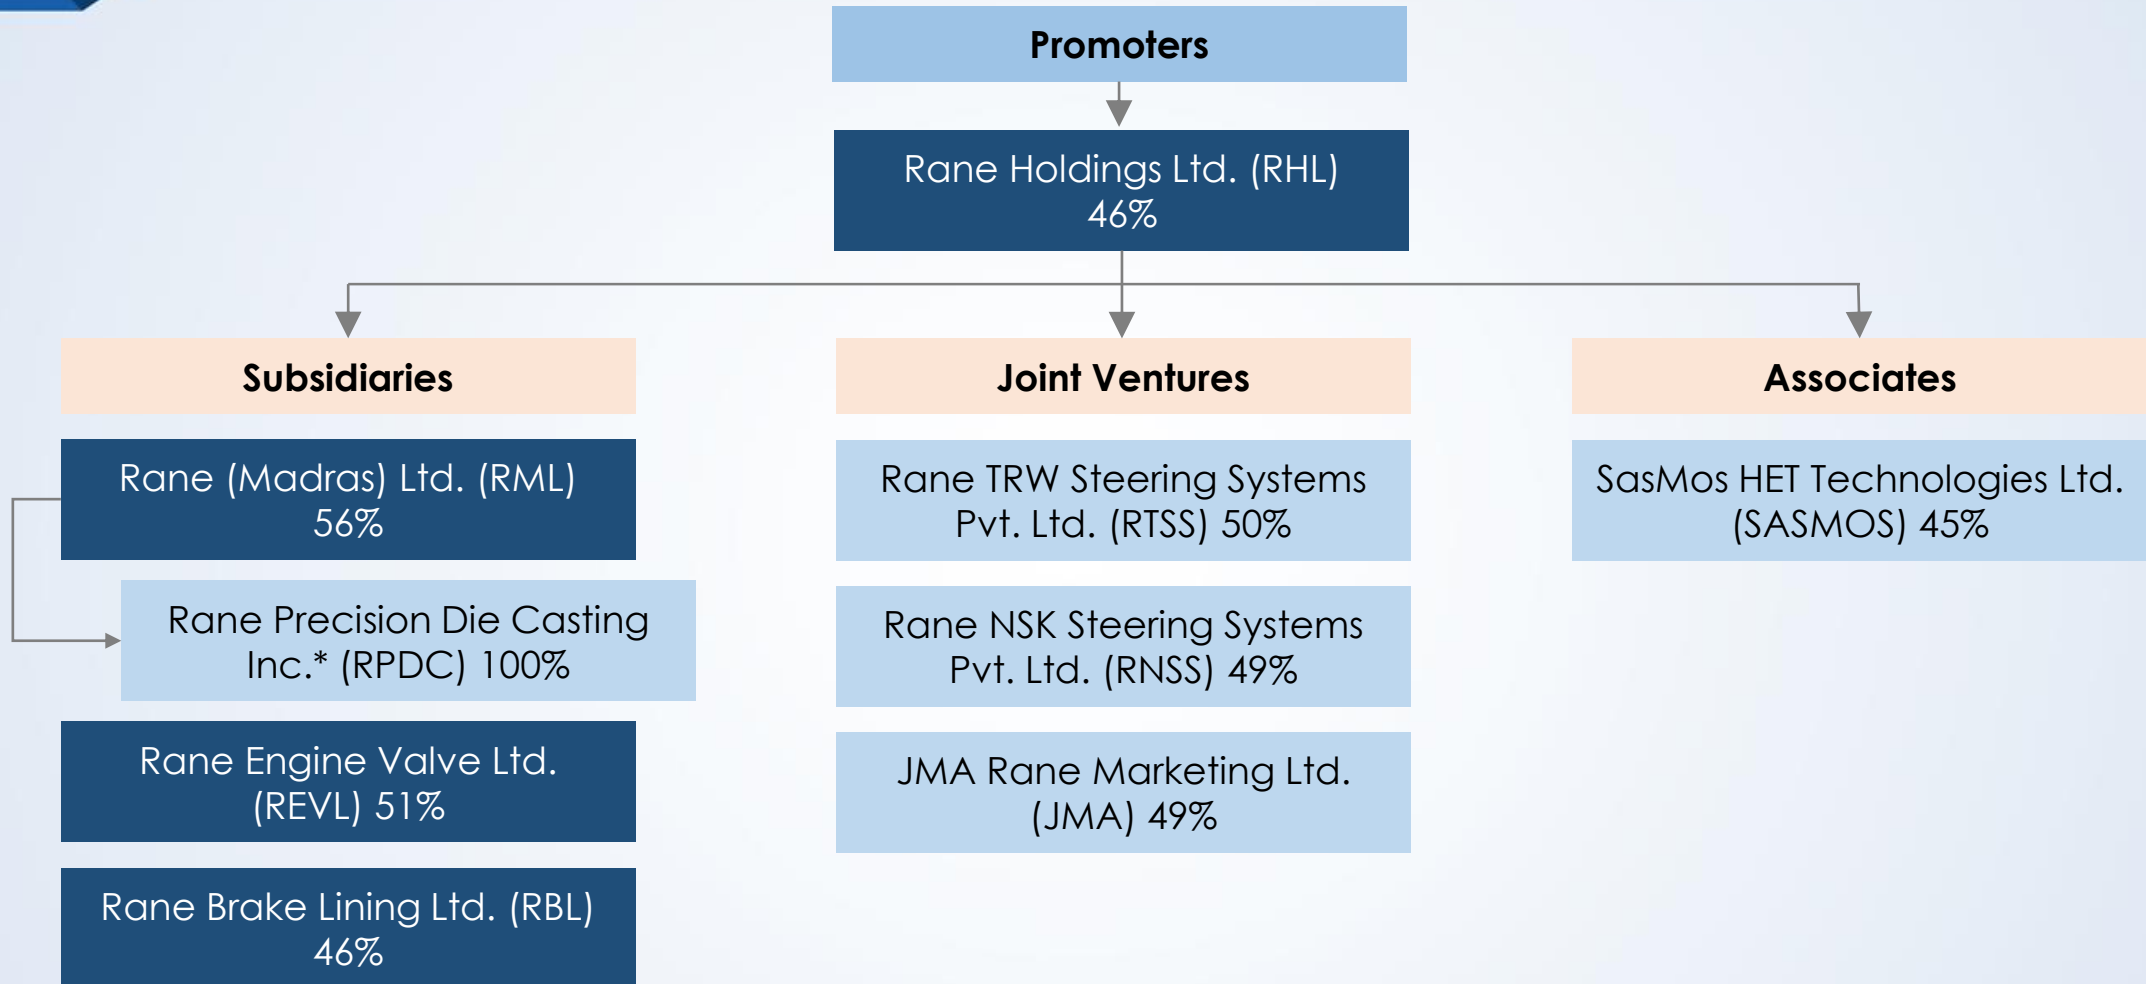 Promoters
Rane Holdings Ltd. (RHL)
46%
Subsidiaries
Rane (Madras) Ltd. (RML)
56%
Rane Precision Die Casting
Inc.* (RPDC) 100%
Rane Engine Valve Ltd.
(REVL) 51%
Rane Brake Lining Ltd. (RBL)
46%
Joint Ventures
Rane TRW Steering Systems
Pvt. Ltd. (RTSS) 50%
Rane NSK Steering Systems
Pvt. Ltd. (RNSS) 49%
JMA Rane Marketing Ltd.
(JMA) 49%
Associates
SasMos HET Technologies Ltd.
(SASMOS) 45%